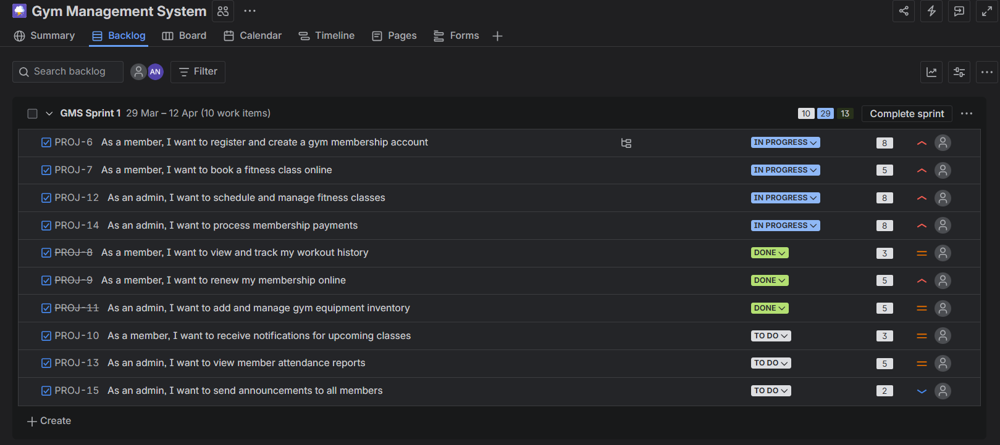 Gym Management System
Summary Backlog Board Calendar Timeline Pages Forms
Search backlog AN Filter
GMS Sprint 1 29 Mar – 12 Apr (10 work items) 10 29 13 Complete sprint
PROJ-6 As a member, I want to register and create a gym membership account IN PROGRESS 8
PROJ-7 As a member, I want to book a fitness class online IN PROGRESS 5
PROJ-12 As an admin, I want to schedule and manage fitness classes IN PROGRESS 8
PROJ-14 As an admin, I want to process membership payments IN PROGRESS 8
PROJ-8 As a member, I want to view and track my workout history DONE 3
PROJ-9 As a member, I want to renew my membership online DONE 5
PROJ-11 As an admin, I want to add and manage gym equipment inventory DONE 5
PROJ-10 As a member, I want to receive notifications for upcoming classes TO DO 3
PROJ-13 As an admin, I want to view member attendance reports TO DO 5
PROJ-15 As an admin, I want to send announcements to all members TO DO 2
Create